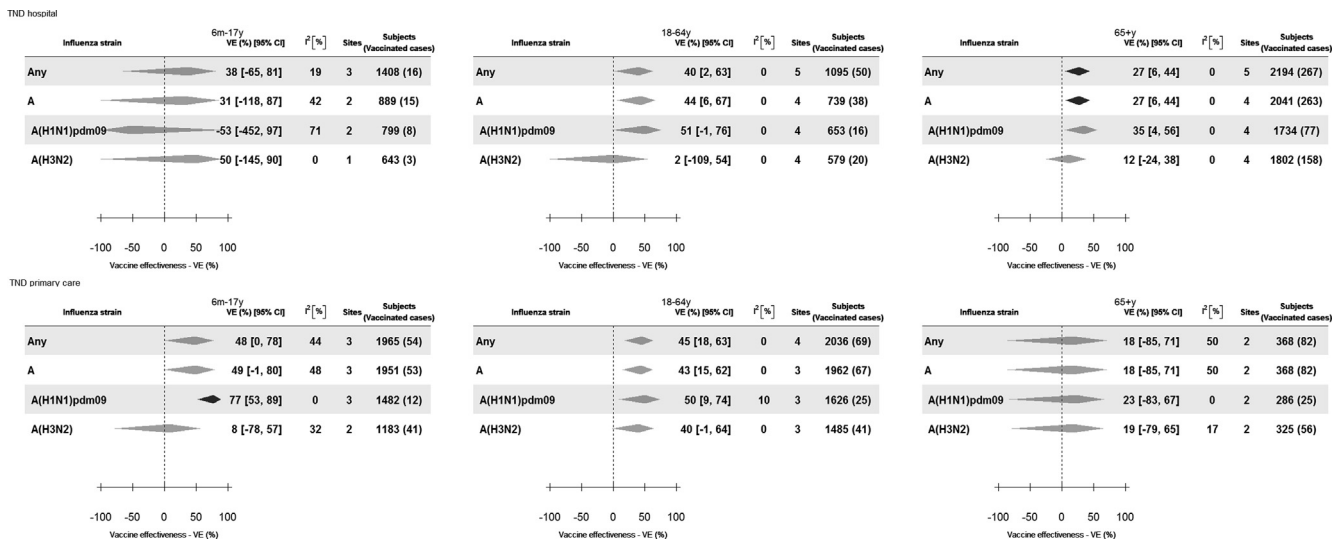 TND hospital
6m-17y
Influenza strain VE (%) [95% CI] I² [%] Sites Subjects (Vaccinated cases)
Any 38 [-65, 81] 19 3 1408 (16)
A 31 [-118, 87] 42 2 889 (15)
A(H1N1)pdm09 -53 [-452, 97] 71 2 799 (8)
A(H3N2) 50 [-145, 90] 0 1 643 (3)
-100 -50 0 50 100
Vaccine effectiveness - VE (%)
18-64y
Influenza strain VE (%) [95% CI] I² [%] Sites Subjects (Vaccinated cases)
Any 40 [2, 63] 0 5 1095 (50)
A 44 [6, 67] 0 4 739 (38)
A(H1N1)pdm09 51 [-1, 76] 0 4 653 (16)
A(H3N2) 2 [-109, 54] 0 4 579 (20)
-100 -50 0 50 100
Vaccine effectiveness - VE (%)
65+y
Influenza strain VE (%) [95% CI] I² [%] Sites Subjects (Vaccinated cases)
Any 27 [6, 44] 0 5 2194 (267)
A 27 [6, 44] 0 4 2041 (263)
A(H1N1)pdm09 35 [4, 56] 0 4 1734 (77)
A(H3N2) 12 [-24, 38] 0 4 1802 (158)
-100 -50 0 50 100
Vaccine effectiveness - VE (%)
TND primary care
6m-17y
Influenza strain VE (%) [95% CI] I² [%] Sites Subjects (Vaccinated cases)
Any 48 [0, 78] 44 3 1965 (54)
A 49 [-1, 80] 48 3 1951 (53)
A(H1N1)pdm09 77 [53, 89] 0 3 1482 (12)
A(H3N2) 8 [-78, 57] 32 2 1183 (41)
-100 -50 0 50 100
Vaccine effectiveness - VE (%)
18-64y
Influenza strain VE (%) [95% CI] I² [%] Sites Subjects (Vaccinated cases)
Any 45 [18, 63] 0 4 2036 (69)
A 43 [15, 62] 0 3 1962 (67)
A(H1N1)pdm09 50 [9, 74] 10 3 1626 (25)
A(H3N2) 40 [-1, 64] 0 3 1485 (41)
-100 -50 0 50 100
Vaccine effectiveness - VE (%)
65+y
Influenza strain VE (%) [95% CI] I² [%] Sites Subjects (Vaccinated cases)
Any 18 [-85, 71] 50 2 368 (82)
A 18 [-85, 71] 50 2 368 (82)
A(H1N1)pdm09 23 [-83, 67] 0 2 286 (25)
A(H3N2) 19 [-79, 65] 17 2 325 (56)
-100 -50 0 50 100
Vaccine effectiveness - VE (%)